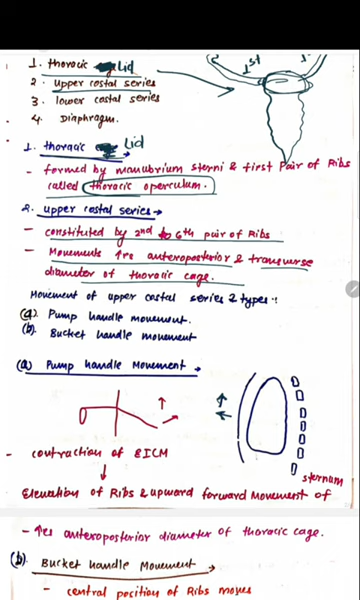 1. thoracic Lid
2. upper costal series
3. lower costal series
4. Diaphragm.
1st
1. thoracic Lid
- formed by manubrium sterni & first Pair of Ribs
called thoracic operculum.
2. upper costal series→
- constituted by 2nd to 6th pair of Ribs
- Movements ↑re anteroposterior & transverse
diameter of thoracic cage.
Movement of upper costal series 2 types :
(a). Pump handle movement.
(b). Bucket handle movement
(a) Pump handle Movement →
- contraction of EICM
↓
sternum
Elevation of Ribs & upward forward Movement of
- ↑es anteroposterior diameter of thoracic cage.
(b). Bucket handle Movement
- central position of Ribs moves